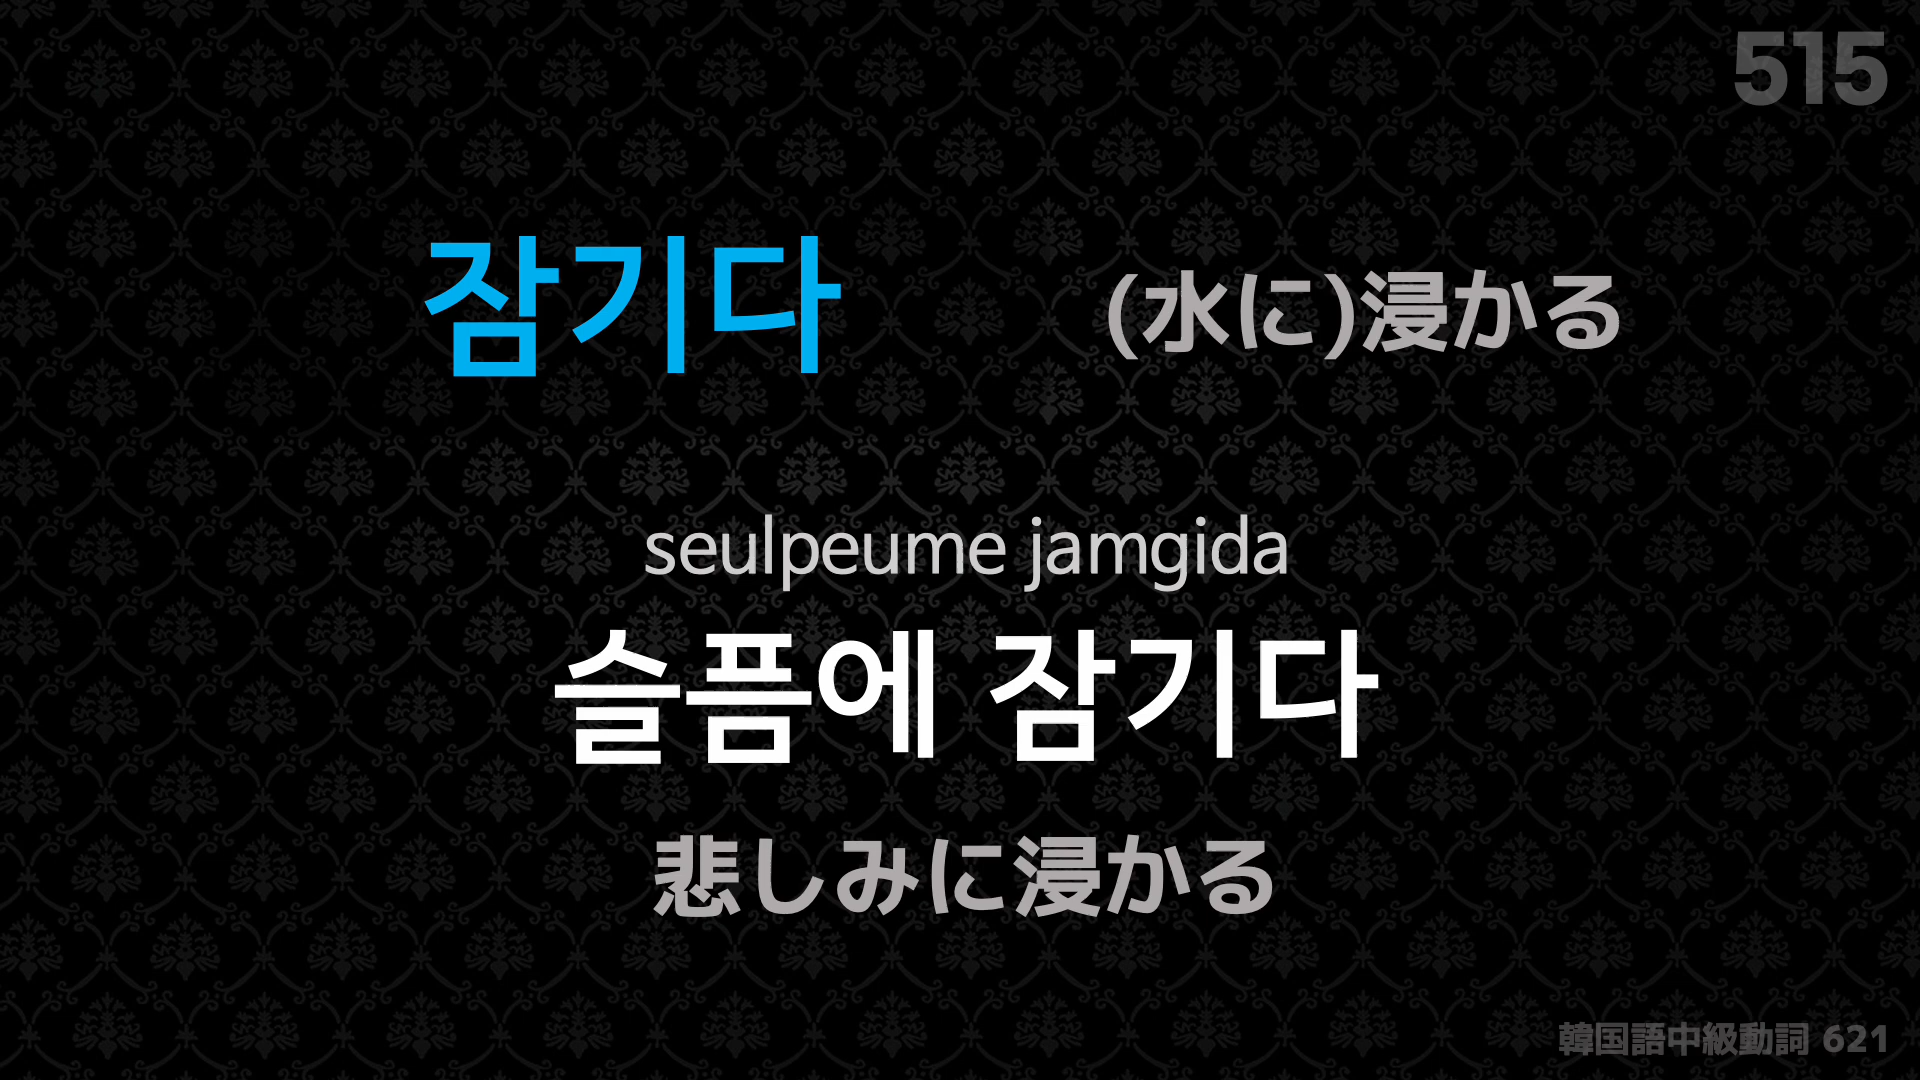 515
잠기다 (水に)浸かる
seulpeume jamgida
슬픔에 잠기다
悲しみに浸かる
韓国語中級動詞 621